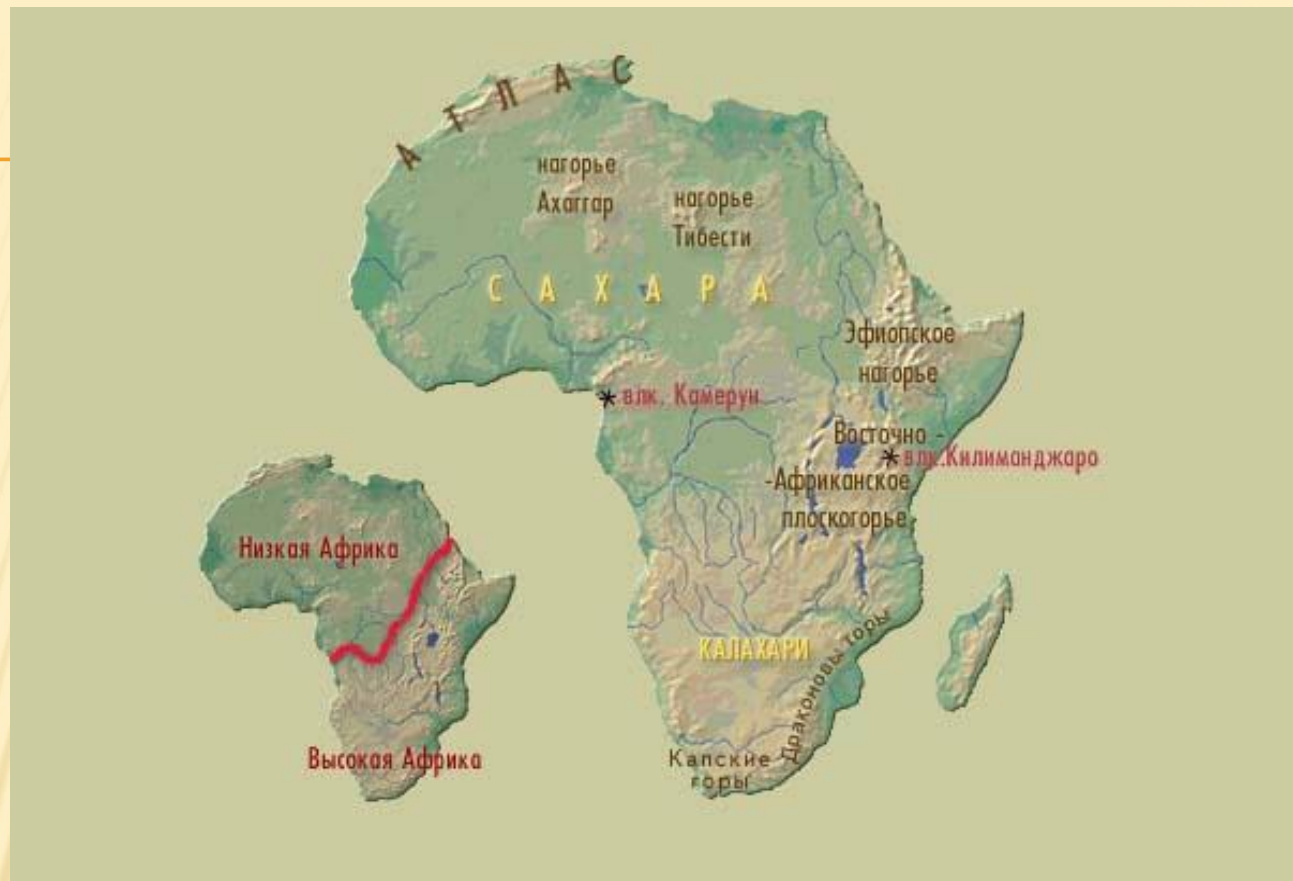 АТЛАС
нагорье
Ахаггар
нагорье
Тибести
САХАРА
Эфиопское
нагорье
влк. Камерун
Восточно -
влк.Килиманджаро
-Африканское
плоскогорье-
КАЛАХАРИ
Драконовы горы
Капские
горы
Низкая Африка
Высокая Африка